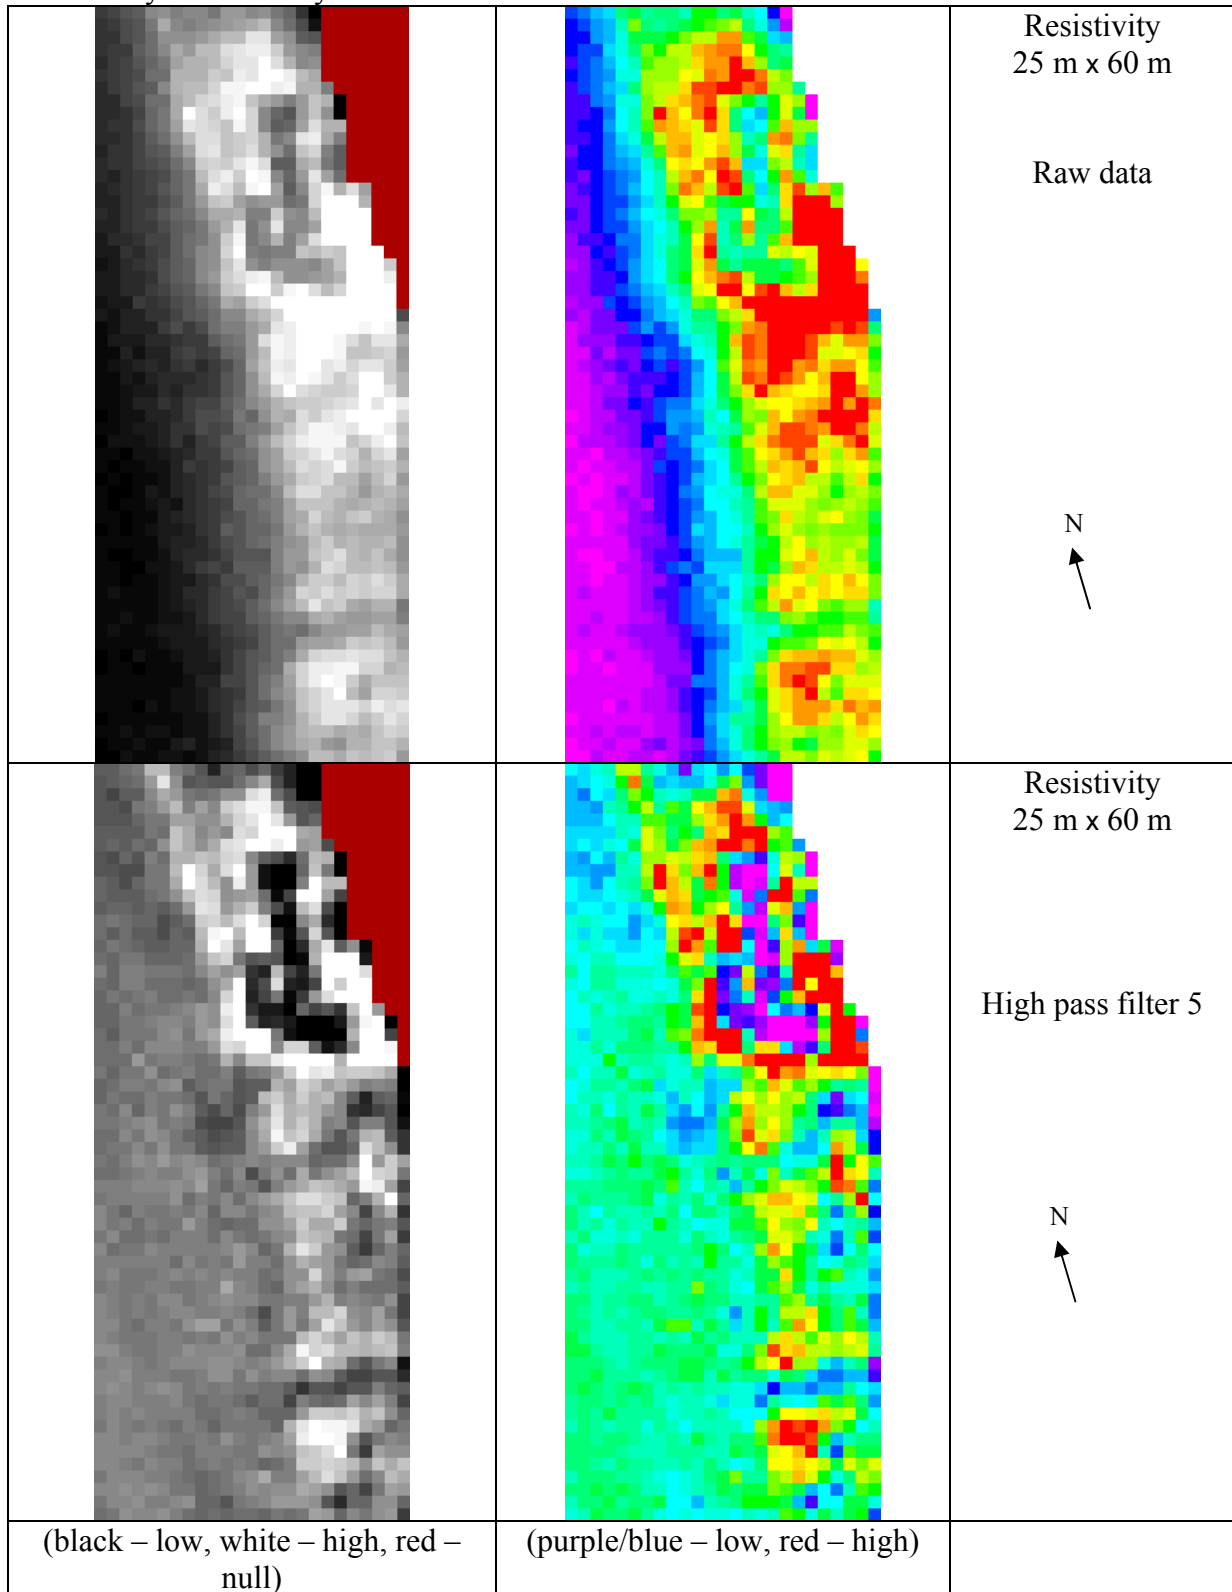 Resistivity
25 m x 60 m
Raw data
N
Resistivity
25 m x 60 m
High pass filter 5
N
(black – low, white – high, red –
null)
(purple/blue – low, red – high)